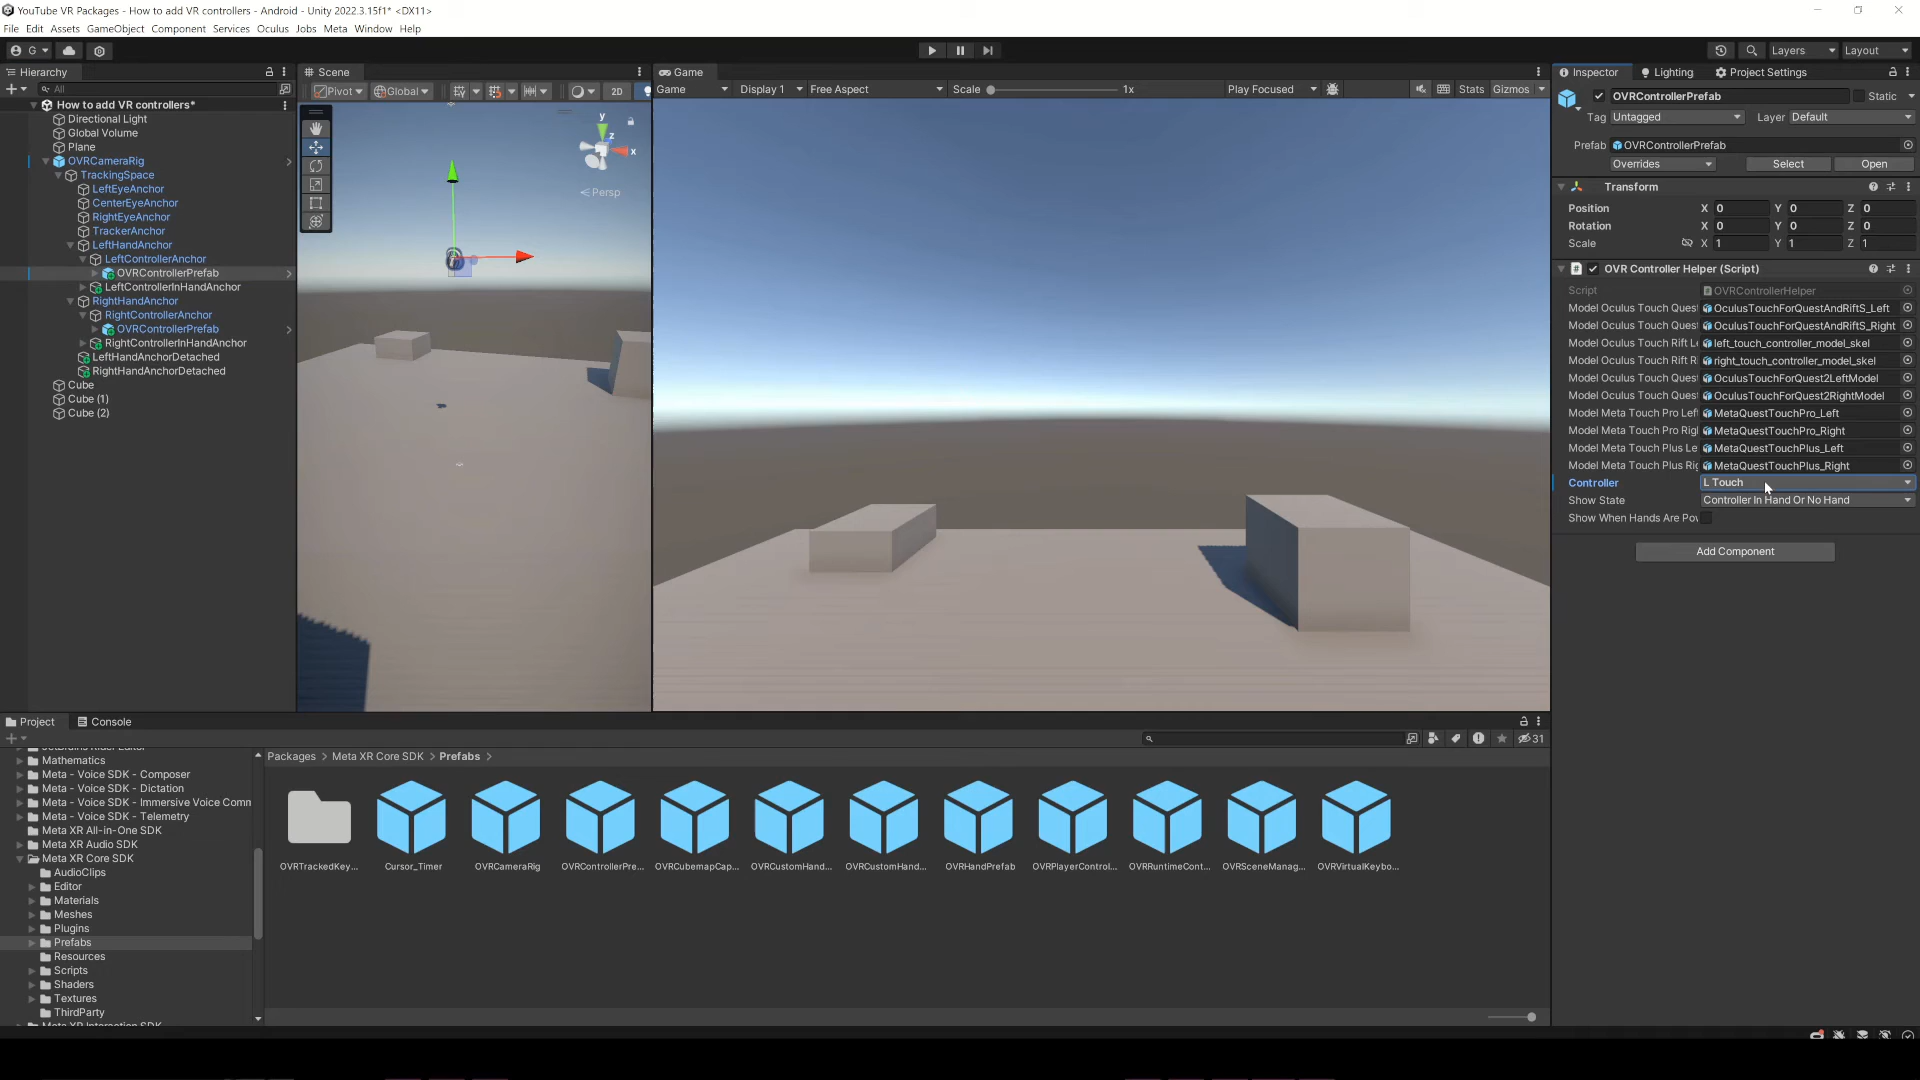 YouTube VR Packages - How to add VR controllers - Android - Unity 2022.3.15f1* <DX11>
File Edit Assets GameObject Component Services Oculus Jobs Meta Window Help
G
Layers
Layout
Hierarchy
All
How to add VR controllers*
Directional Light
Global Volume
Plane
OVRCameraRig
TrackingSpace
LeftEyeAnchor
CenterEyeAnchor
RightEyeAnchor
TrackerAnchor
LeftHandAnchor
LeftControllerAnchor
OVRControllerPrefab
LeftControllerInHandAnchor
RightHandAnchor
RightControllerAnchor
OVRControllerPrefab
RightControllerInHandAnchor
LeftHandAnchorDetached
RightHandAnchorDetached
Cube
Cube (1)
Cube (2)
Scene
Pivot Global 2D
y
z
x
Persp
Game
Game Display 1 Free Aspect Scale 1x Play Focused Stats Gizmos
Inspector Lighting Project Settings
OVRControllerPrefab Static
Tag Untagged Layer Default
Prefab OVRControllerPrefab
Overrides Select Open
Transform
Position X 0 Y 0 Z 0
Rotation X 0 Y 0 Z 0
Scale X 1 Y 1 Z 1
OVR Controller Helper (Script)
Script OVRControllerHelper
Model Oculus Touch Quest OculusTouchForQuestAndRiftS_Left
Model Oculus Touch Quest OculusTouchForQuestAndRiftS_Right
Model Oculus Touch Rift Le left_touch_controller_model_skel
Model Oculus Touch Rift R right_touch_controller_model_skel
Model Oculus Touch Quest OculusTouchForQuest2LeftModel
Model Oculus Touch Quest OculusTouchForQuest2RightModel
Model Meta Touch Pro Left MetaQuestTouchPro_Left
Model Meta Touch Pro Righ MetaQuestTouchPro_Right
Model Meta Touch Plus Le MetaQuestTouchPlus_Left
Model Meta Touch Plus Rig MetaQuestTouchPlus_Right
Controller L Touch
Show State Controller In Hand Or No Hand
Show When Hands Are Pov
Add Component
Project Console
31
Mathematics
Meta - Voice SDK - Composer
Meta - Voice SDK - Dictation
Meta - Voice SDK - Immersive Voice Comm
Meta - Voice SDK - Telemetry
Meta XR All-in-One SDK
Meta XR Audio SDK
Meta XR Core SDK
AudioClips
Editor
Materials
Meshes
Plugins
Prefabs
Resources
Scripts
Shaders
Textures
ThirdParty
Meta XR Interaction SDK
Packages > Meta XR Core SDK > Prefabs >
OVRTrackedKey... Cursor_Timer OVRCameraRig OVRControllerPre... OVRCubemapCap... OVRCustomHand... OVRCustomHand... OVRHandPrefab OVRPlayerControl... OVRRuntimeCont... OVRSceneManag... OVRVirtualKeybo...